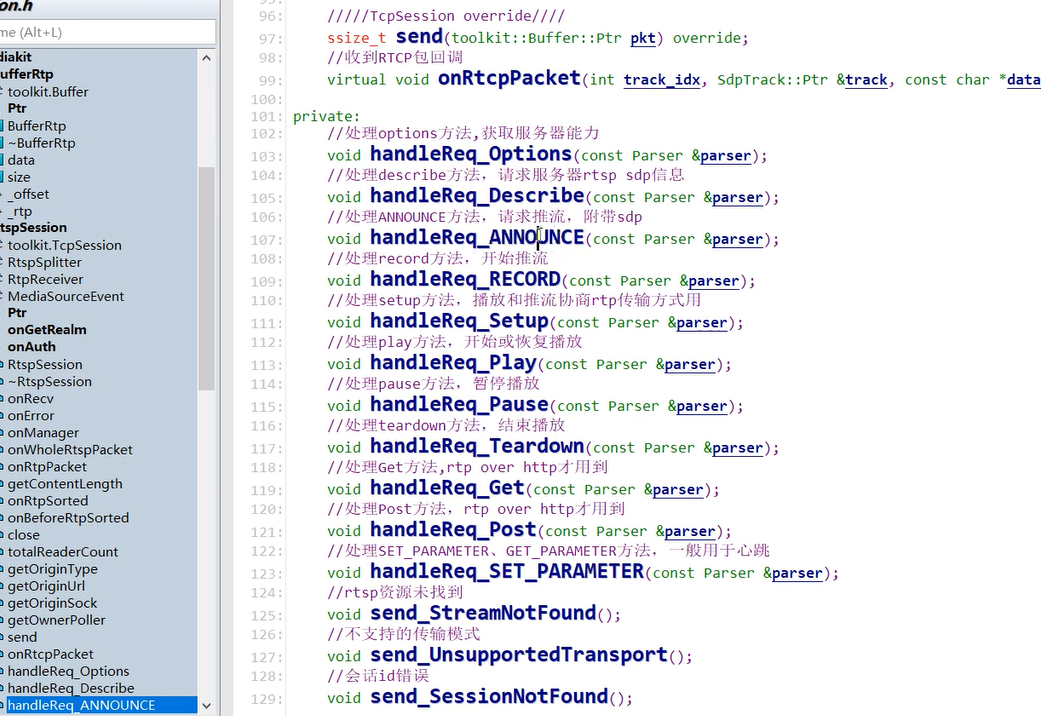 on.h
me (Alt+L)
diakit
ufferRtp
toolkit.Buffer
Ptr
BufferRtp
~BufferRtp
data
size
_offset
_rtp
tspSession
toolkit.TcpSession
RtspSplitter
RtpReceiver
MediaSourceEvent
Ptr
onGetRealm
onAuth
RtspSession
~RtspSession
onRecv
onError
onManager
onWholeRtspPacket
onRtpPacket
getContentLength
onRtpSorted
onBeforeRtpSorted
close
totalReaderCount
getOriginType
getOriginUrl
getOriginSock
getOwnerPoller
send
onRtcpPacket
handleReq_Options
handleReq_Describe
handleReq_ANNOUNCE
96: /////TcpSession override////
97: ssize_t send(toolkit::Buffer::Ptr pkt) override;
98: //收到RTCP包回调
99: virtual void onRtcpPacket(int track_idx, SdpTrack::Ptr &track, const char *data
100:
101: private:
102: //处理options方法,获取服务器能力
103: void handleReq_Options(const Parser &parser);
104: //处理describe方法，请求服务器rtsp sdp信息
105: void handleReq_Describe(const Parser &parser);
106: //处理ANNOUNCE方法，请求推流，附带sdp
107: void handleReq_ANNOUNCE(const Parser &parser);
108: //处理record方法，开始推流
109: void handleReq_RECORD(const Parser &parser);
110: //处理setup方法，播放和推流协商rtp传输方式用
111: void handleReq_Setup(const Parser &parser);
112: //处理play方法，开始或恢复播放
113: void handleReq_Play(const Parser &parser);
114: //处理pause方法，暂停播放
115: void handleReq_Pause(const Parser &parser);
116: //处理teardown方法，结束播放
117: void handleReq_Teardown(const Parser &parser);
118: //处理Get方法,rtp over http才用到
119: void handleReq_Get(const Parser &parser);
120: //处理Post方法，rtp over http才用到
121: void handleReq_Post(const Parser &parser);
122: //处理SET_PARAMETER、GET_PARAMETER方法，一般用于心跳
123: void handleReq_SET_PARAMETER(const Parser &parser);
124: //rtsp资源未找到
125: void send_StreamNotFound();
126: //不支持的传输模式
127: void send_UnsupportedTransport();
128: //会话id错误
129: void send_SessionNotFound();